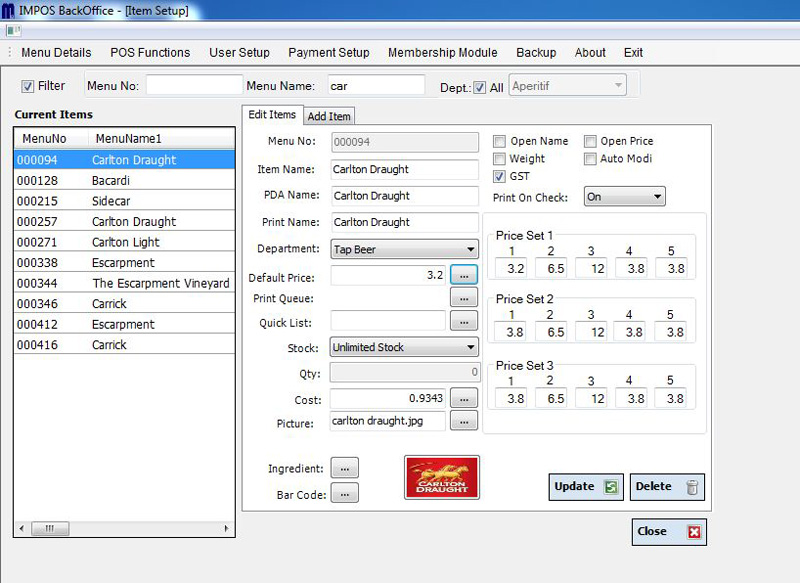 IMPOS BackOffice - [Item Setup]
Menu Details POS Functions User Setup Payment Setup Membership Module Backup About Exit
Filter Menu No: Menu Name: car Dept.: All Aperitif
Current Items
MenuNo MenuName1
000094 Carlton Draught
000128 Bacardi
000215 Sidecar
000257 Carlton Draught
000271 Carlton Light
000338 Escarpment
000344 The Escarpment Vineyard
000346 Carrick
000412 Escarpment
000416 Carrick
Edit Items Add Item
Menu No: 000094
Item Name: Carlton Draught
PDA Name: Carlton Draught
Print Name: Carlton Draught
Department: Tap Beer
Default Price: 3.2 ...
Print Queue: ...
Quick List: ...
Stock: Unlimited Stock
Qty: 0
Cost: 0.9343 ...
Picture: carlton draught.jpg ...
Ingredient: ...
Bar Code: ...
CARLTON
DRAUGHT
Open Name Open Price
Weight Auto Modi
GST
Print On Check: On
Price Set 1
1 2 3 4 5
3.2 6.5 12 3.8 3.8
Price Set 2
1 2 3 4 5
3.8 6.5 12 3.8 3.8
Price Set 3
1 2 3 4 5
3.8 6.5 12 3.8 3.8
Update Delete
Close